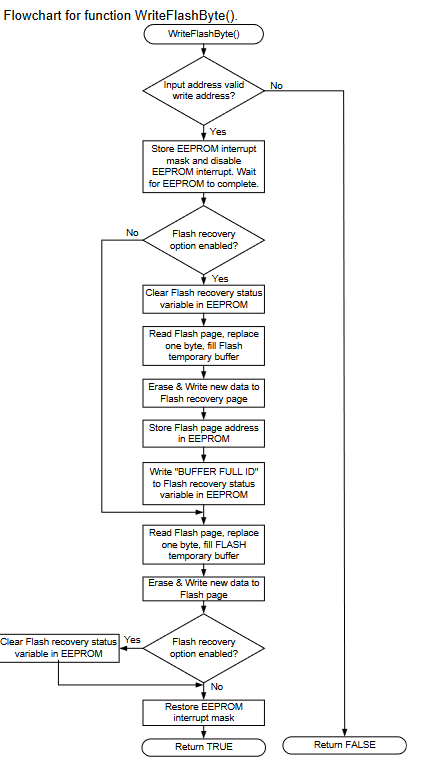 Flowchart for function WriteFlashByte().
WriteFlashByte()
Input address valid
write address?
No
Yes
Store EEPROM interrupt
mask and disable
EEPROM interrupt. Wait
for EEPROM to complete.
No
Flash recovery
option enabled?
Yes
Clear Flash recovery status
variable in EEPROM
Read Flash page, replace
one byte, fill Flash
temporary buffer
Erase & Write new data to
Flash recovery page
Store Flash page address
in EEPROM
Write "BUFFER FULL ID"
to Flash recovery status
variable in EEPROM
Read Flash page, replace
one byte, fill FLASH
temporary buffer
Erase & Write new data to
Flash page
Clear Flash recovery status
variable in EEPROM
Yes
Flash recovery
option enabled?
No
Restore EEPROM
interrupt mask
Return TRUE
Return FALSE